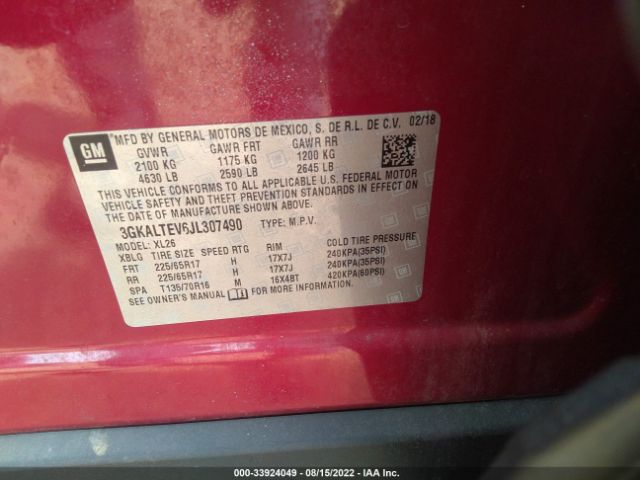 GM
MFD BY GENERAL MOTORS DE MEXICO, S. DE R.L. DE C.V. 02/18
GVWR GAWR FRT GAWR RR
2100 KG 1175 KG 1200 KG
4630 LB 2590 LB 2645 LB
THIS VEHICLE CONFORMS TO ALL APPLICABLE U.S. FEDERAL MOTOR
VEHICLE SAFETY AND THEFT PREVENTION STANDARDS IN EFFECT
ON THE DATE OF MANUFACTURE SHOWN ABOVE.
3GKALTEV6JL307490 TYPE: M.P.V.
MODEL: XL26
XBLG TIRE SIZE SPEED RTG RIM COLD TIRE PRESSURE
FRT 225/65R17 H 17X7J 240KPA(35PSI)
RR 225/65R17 H 17X7J 240KPA(35PSI)
SPA T135/70R16 M 16X4BT 420KPA(60PSI)
SEE OWNER'S MANUAL FOR MORE INFORMATION.
000-33924049 - 08/15/2022 - IAA Inc.